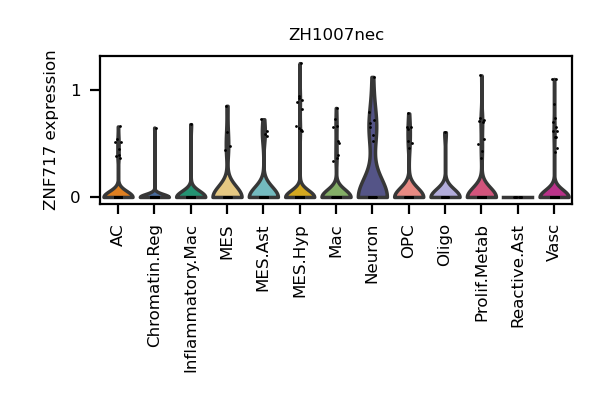 ZH1007nec
ZNF717 expression
1
0
AC
Chromatin.Reg
Inflammatory.Mac
MES
MES.Ast
MES.Hyp
Mac
Neuron
OPC
Oligo
Prolif.Metab
Reactive.Ast
Vasc